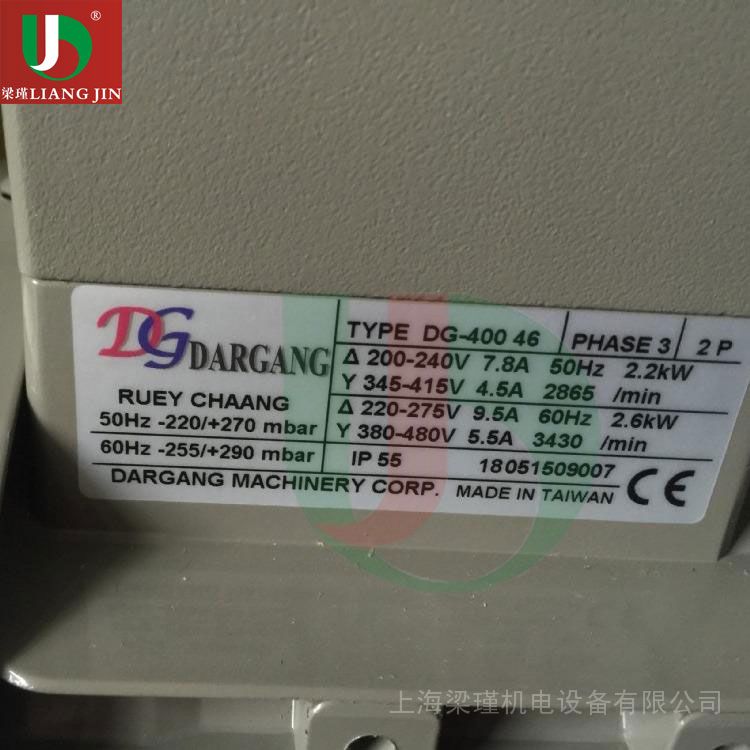 ®
梁瑾LIANG JIN
DG DARGANG
RUEY CHAANG
50Hz -220/+270 mbar
60Hz -255/+290 mbar
TYPE DG-400 46 PHASE 3 2 P
Δ 200-240V 7.8A 50Hz 2.2kW
Y 345-415V 4.5A 2865 /min
Δ 220-275V 9.5A 60Hz 2.6kW
Y 380-480V 5.5A 3430 /min
IP 55 18051509007
DARGANG MACHINERY CORP. MADE IN TAIWAN CE
上海梁瑾机电设备有限公司